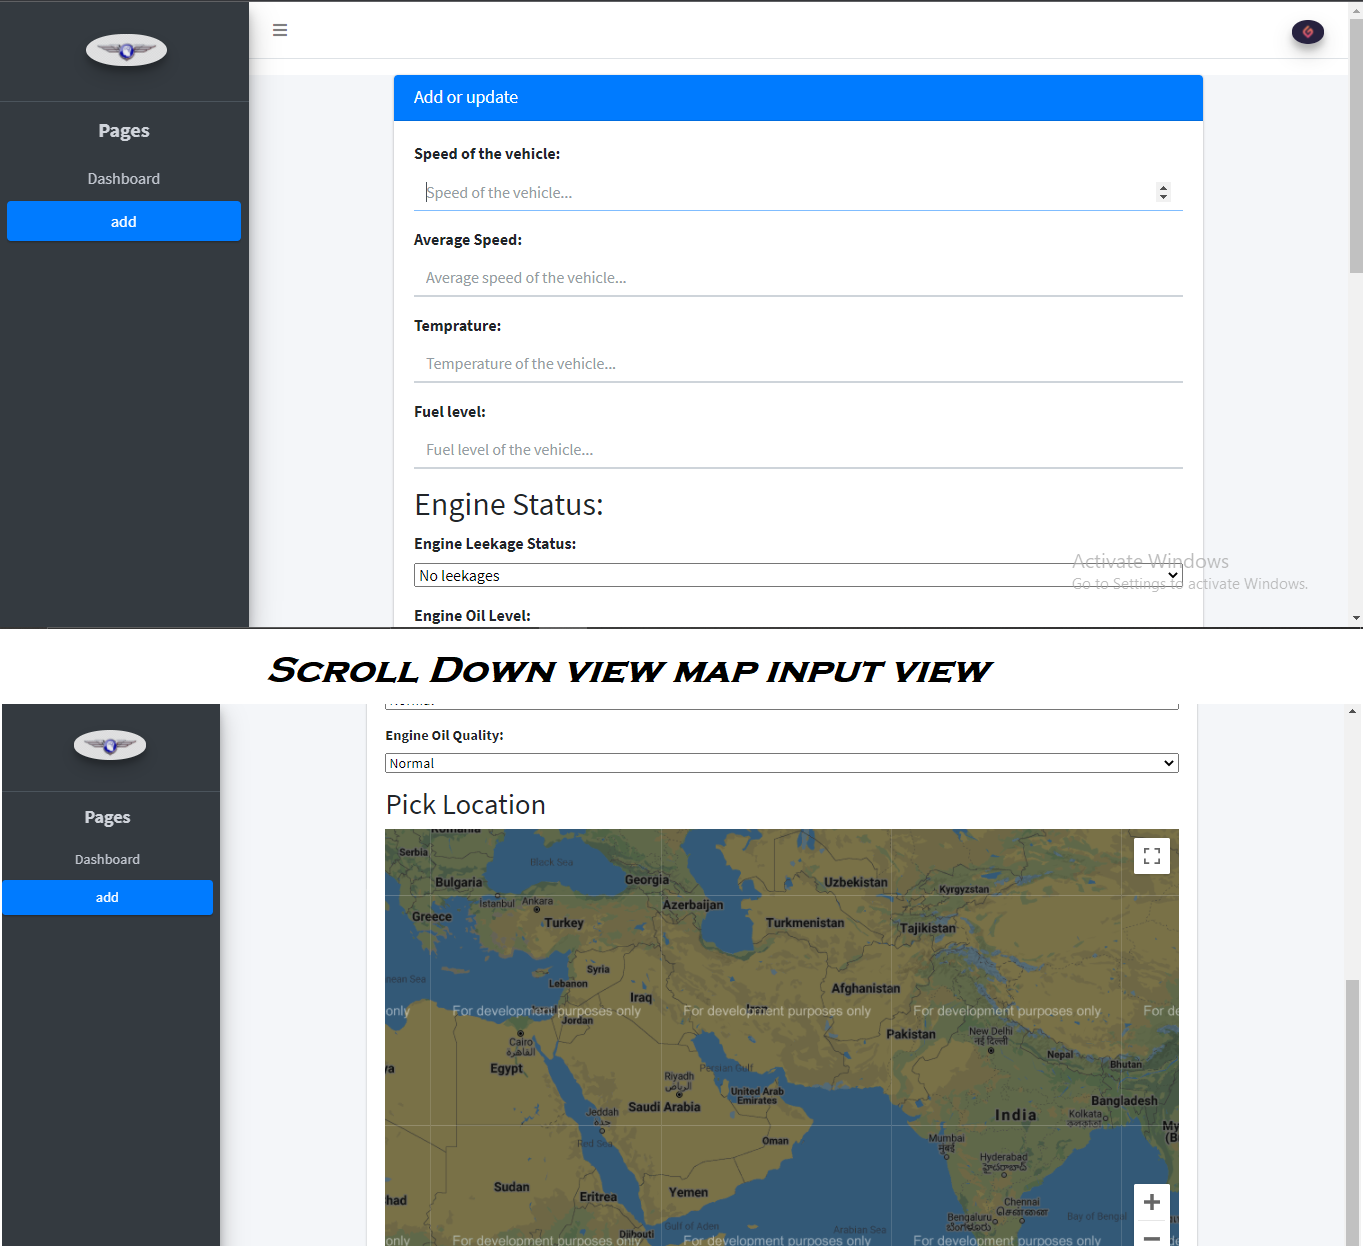 Pages
Dashboard
add
Add or update
Speed of the vehicle:
Speed of the vehicle...
Average Speed:
Average speed of the vehicle...
Temprature:
Temperature of the vehicle...
Fuel level:
Fuel level of the vehicle...
Engine Status:
Engine Leekage Status:
No leekages
Activate Windows
Go to Settings to activate Windows.
Engine Oil Level:
Scroll Down view map input view
Pages
Dashboard
add
Engine Oil Quality:
Normal
Pick Location
Romania
Serbia
Black Sea
Bulgaria
Georgia
Uzbekistan
Kyrgyzstan
Istanbul
Ankara
Azerbaijan
Greece
Turkey
Turkmenistan
Tajikistan
Syria
nean Sea
Lebanon
Afghanistan
Iraq
Iran
only
For development purposes only
For development purposes only
For development purposes only
For de
Jordan
Pakistan
New Delhi
नई दिल्ली
Cairo
القاهرة
Nepal
Bhutan
Egypt
Persian Gulf
Riyadh
الرياض
United Arab
Emirates
Saudi Arabia
Bangladesh
Jeddah
جدة
India
Kolkata
My
(B
Red Sea
Oman
Mumbai
मुंबई
Hyderabad
Sudan
Eritrea
Yemen
had
Chennai
சென்னை
Bengaluru
ಬೆಂಗಳೂರು
Gulf of Aden
Arabian Sea
Bay of Bengal
Djibouti
only
For development purposes only
For development purposes only
For development purposes only
For de